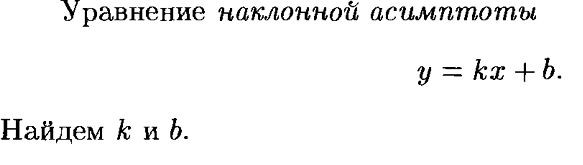 Уравнение наклонной асимптоты
y = kx + b.
Найдем k и b.